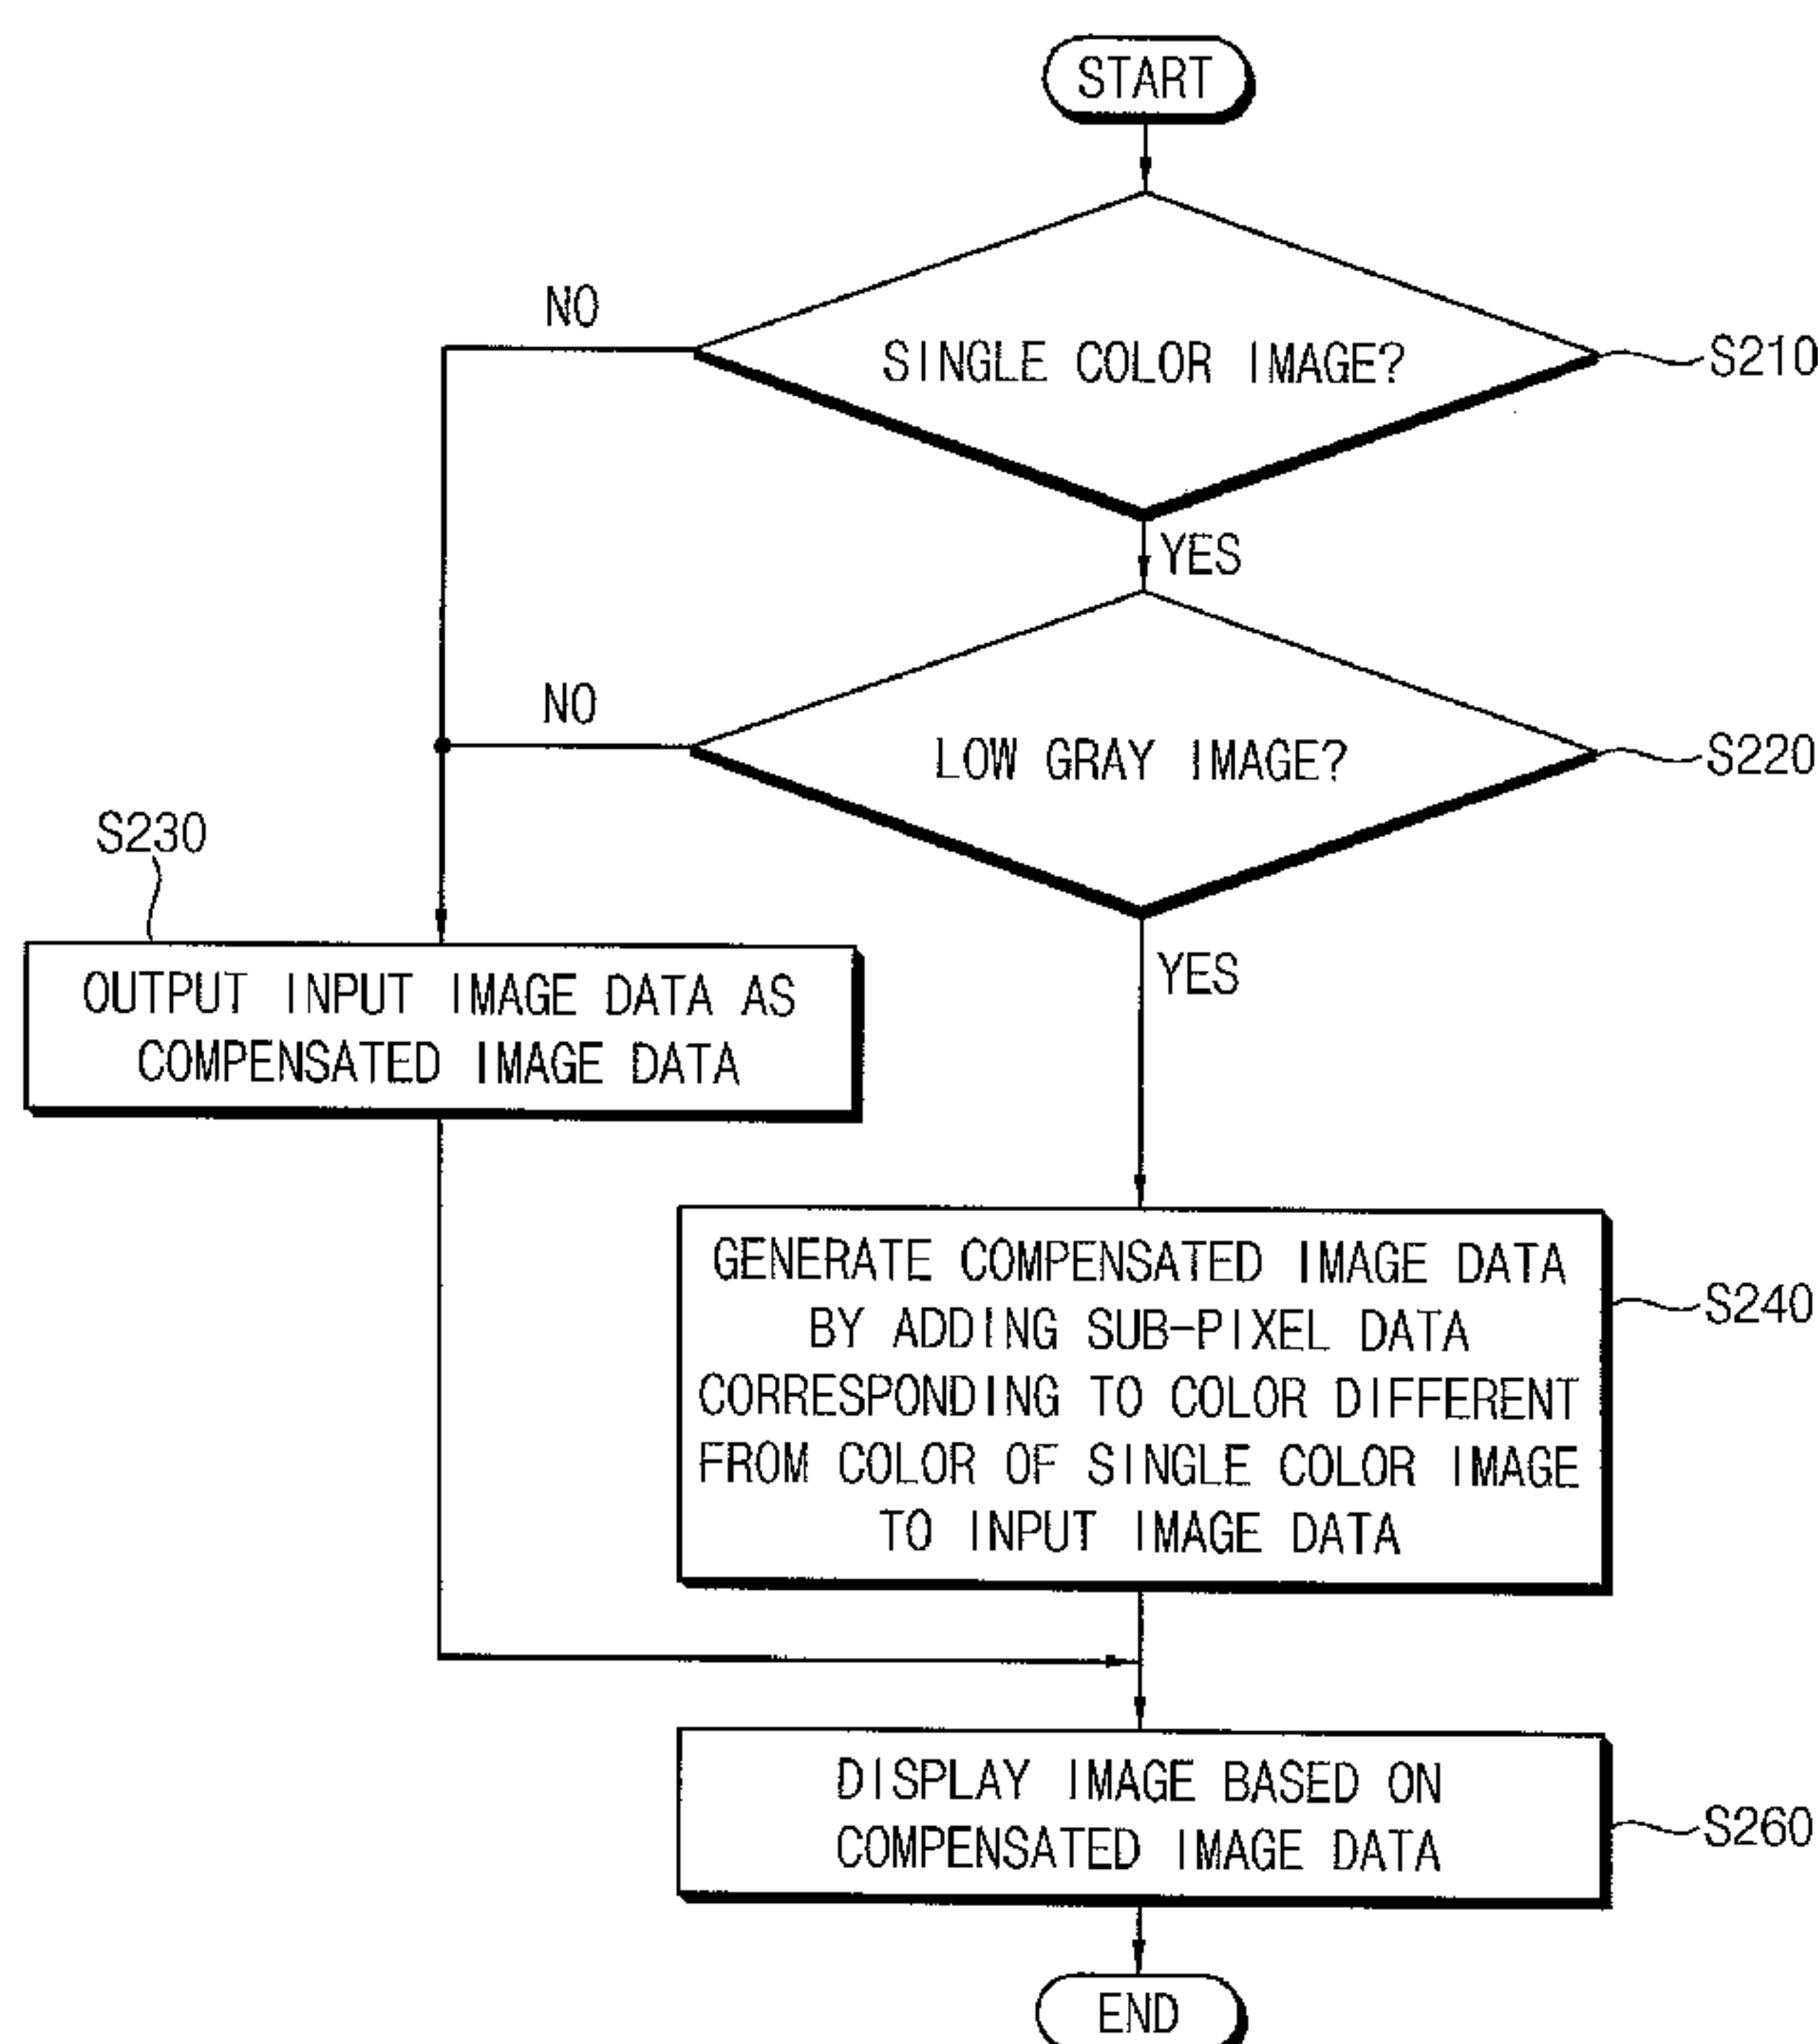 START
NO
SINGLE COLOR IMAGE?
S210
YES
NO
LOW GRAY IMAGE?
S220
S230
OUTPUT INPUT IMAGE DATA AS
COMPENSATED IMAGE DATA
YES
GENERATE COMPENSATED IMAGE DATA
BY ADDING SUB-PIXEL DATA
CORRESPONDING TO COLOR DIFFERENT
FROM COLOR OF SINGLE COLOR IMAGE
TO INPUT IMAGE DATA
S240
DISPLAY IMAGE BASED ON
COMPENSATED IMAGE DATA
S260
END